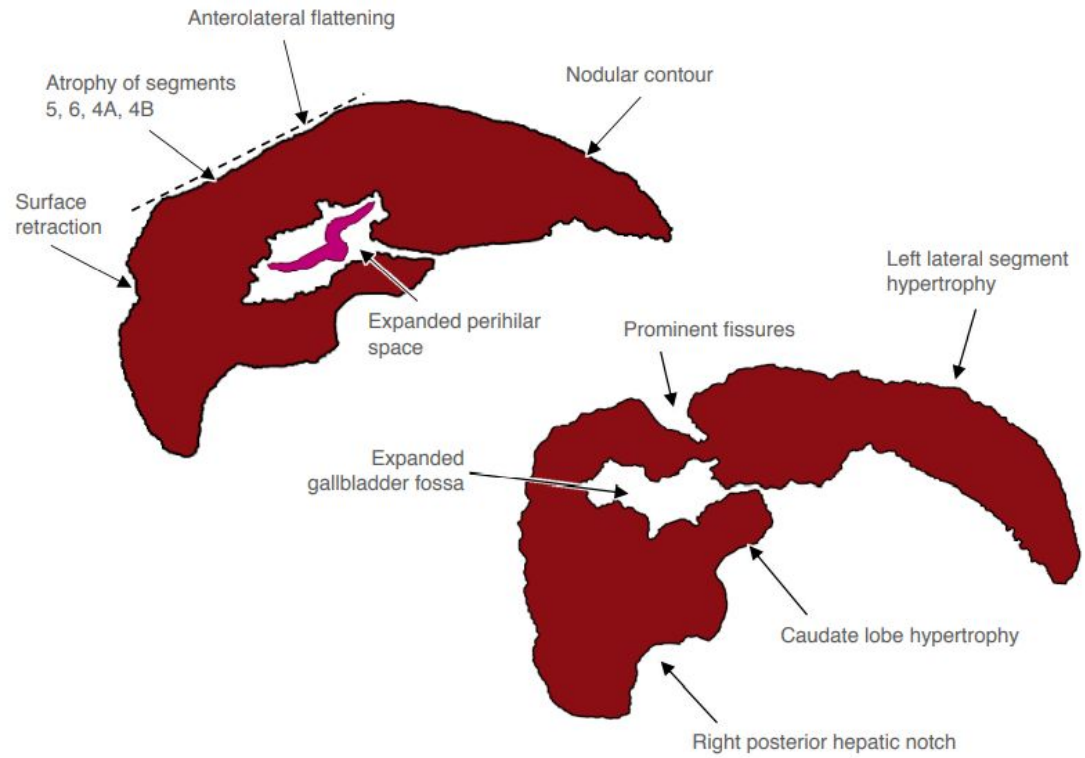 Anterolateral flattening
Atrophy of segments
5, 6, 4A, 4B
Nodular contour
Surface
retraction
Expanded perihilar
space
Left lateral segment
hypertrophy
Prominent fissures
Expanded
gallbladder fossa
Caudate lobe hypertrophy
Right posterior hepatic notch